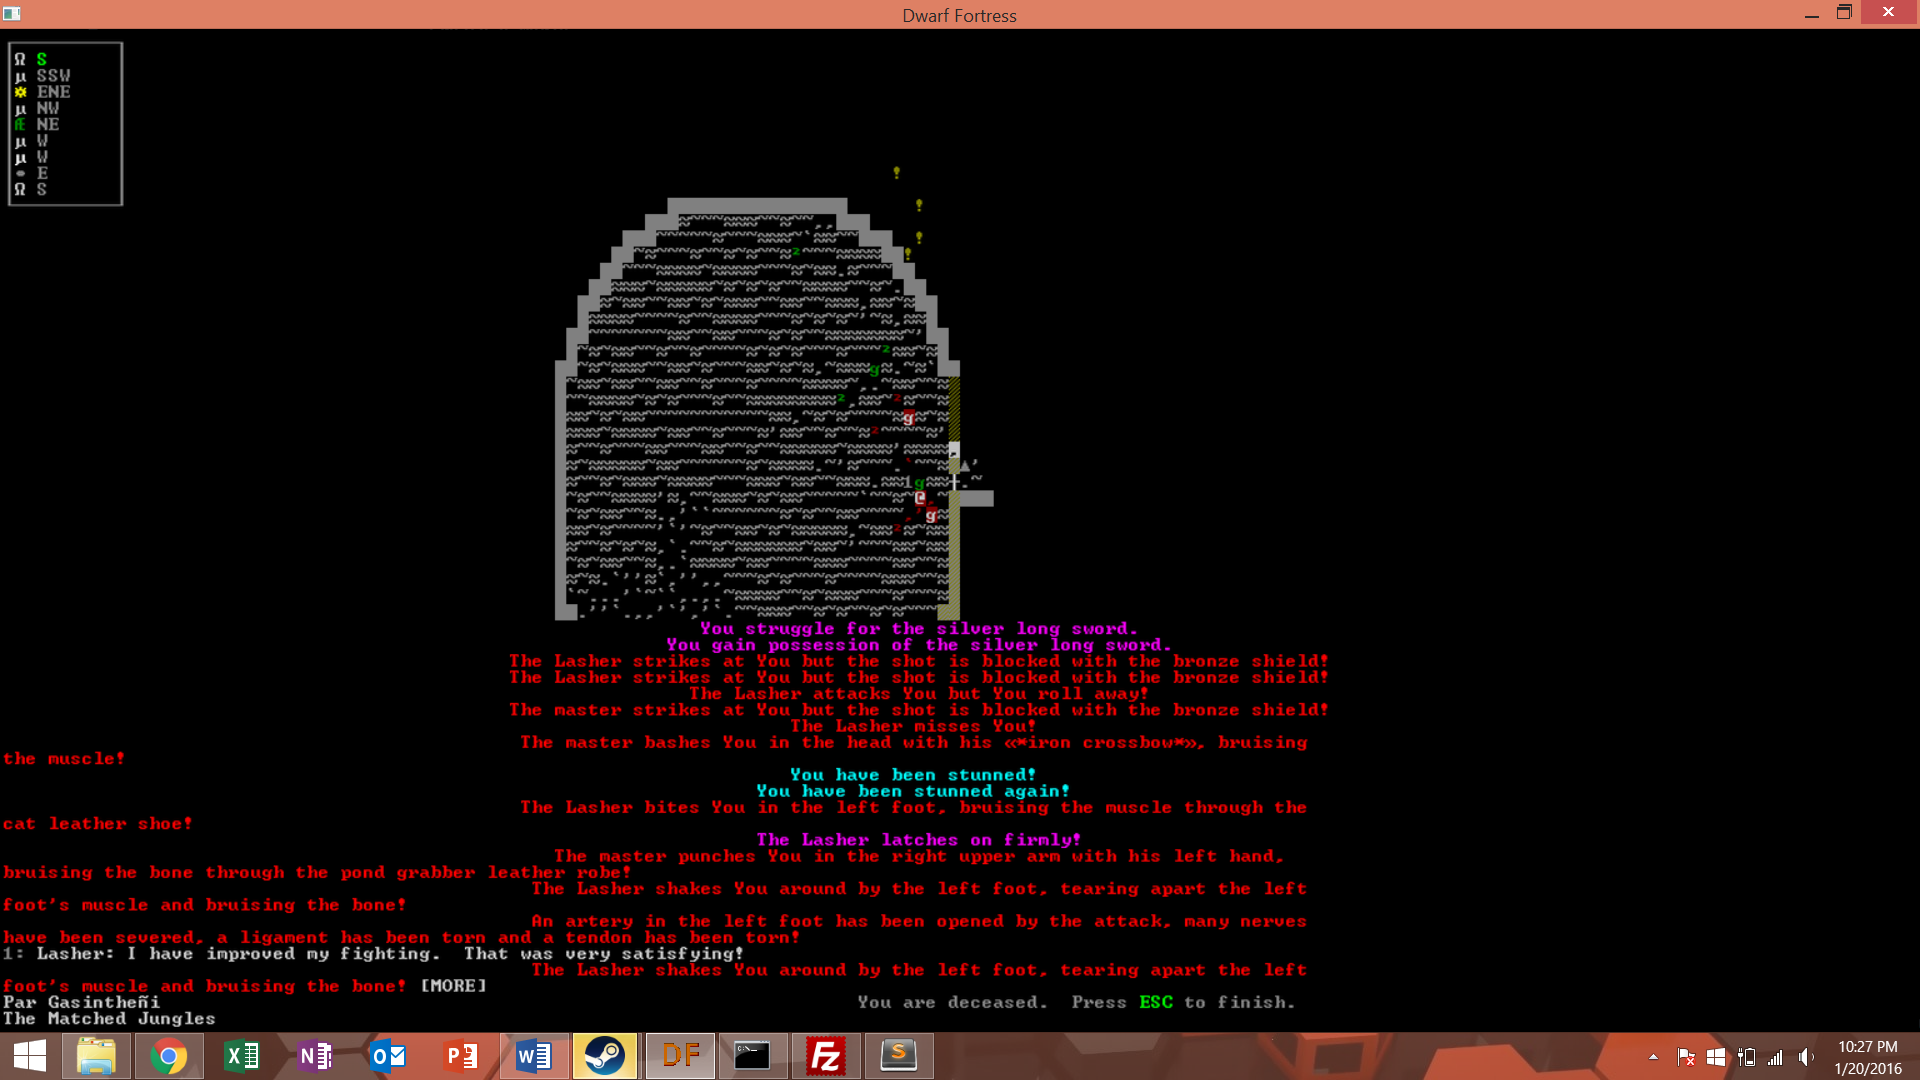 Dwarf Fortress
Ω S
µ SSW
☼ ENE
µ NW
Æ NE
µ W
µ W
• E
Ω S
You struggle for the silver long sword.
You gain possession of the silver long sword.
The Lasher strikes at You but the shot is blocked with the bronze shield!
The Lasher strikes at You but the shot is blocked with the bronze shield!
The Lasher attacks You but You roll away!
The master strikes at You but the shot is blocked with the bronze shield!
The Lasher misses You!
The master bashes You in the head with his «*iron crossbow*», bruising
the muscle!
You have been stunned!
You have been stunned again!
The Lasher bites You in the left foot, bruising the muscle through the
cat leather shoe!
The Lasher latches on firmly!
The master punches You in the right upper arm with his left hand,
bruising the bone through the pond grabber leather robe!
The Lasher shakes You around by the left foot, tearing apart the left
foot's muscle and bruising the bone!
An artery in the left foot has been opened by the attack, many nerves
have been severed, a ligament has been torn and a tendon has been torn!
1: Lasher: I have improved my fighting. That was very satisfying!
The Lasher shakes You around by the left foot, tearing apart the left
foot's muscle and bruising the bone! [MORE]
Par Gasintheñi
You are deceased. Press ESC to finish.
The Matched Jungles
DF
10:27 PM
1/20/2016